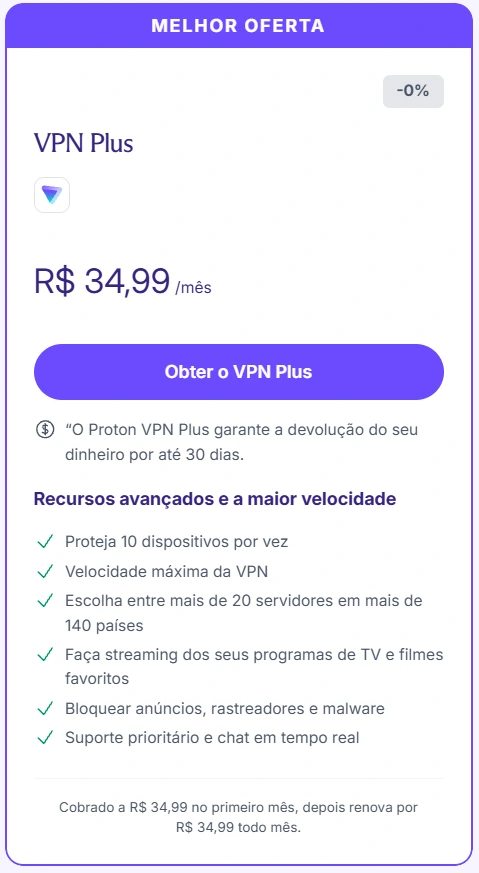 MELHOR OFERTA
-0%
VPN Plus
R$ 34,99 /mês
Obter o VPN Plus
“O Proton VPN Plus garante a devolução do seu
dinheiro por até 30 dias.
Recursos avançados e a maior velocidade
Proteja 10 dispositivos por vez
Velocidade máxima da VPN
Escolha entre mais de 20 servidores em mais de
140 países
Faça streaming dos seus programas de TV e filmes
favoritos
Bloquear anúncios, rastreadores e malware
Suporte prioritário e chat em tempo real
Cobrado a R$ 34,99 no primeiro mês, depois renova por
R$ 34,99 todo mês.